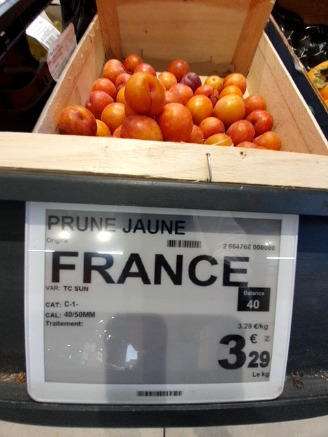 PRUNE JAUNE
Origine
2 664762 000000
FRANCE
VAR: TC SUN
Balance
40
CAT: C-1-
CAL: 40/50MM
Traitement:
3.29 €/kg
3 € 29
Le kg